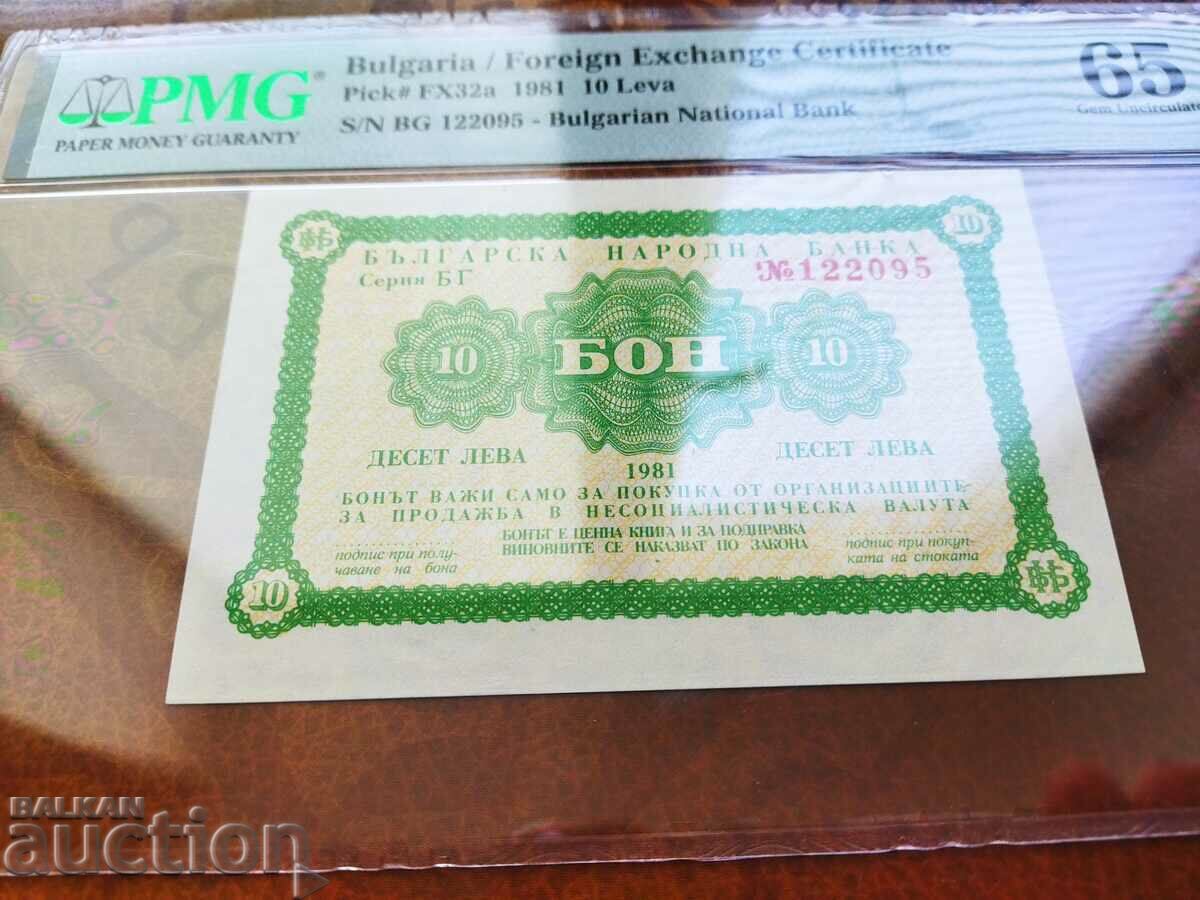 PMG®
PAPER MONEY GUARANTY
Bulgaria / Foreign Exchange Certificate
Pick# FX32a 1981 10 Leva
S/N BG 122095 - Bulgarian National Bank
65
Gem Uncirculate
10
БЪЛГАРСКА НАРОДНА БАНКА
Серия БГ
№122095
10 БОН 10
ДЕСЕТ ЛЕВА 1981 ДЕСЕТ ЛЕВА
БОНЪТ ВАЖИ САМО ЗА ПОКУПКА ОТ ОРГАНИЗАЦИИТЕ
ЗА ПРОДАЖБА В НЕСОЦИАЛИСТИЧЕСКА ВАЛУТА
БОНЪТ Е ЦЕННА КНИГА И ЗА ПОДПРАВКА
ВИНОВНИТЕ СЕ НАКАЗВАТ ПО ЗАКОНА
подпис при полу-
чаване на бона
подпис при покуп-
ката на стоката
10
BALKAN
auction